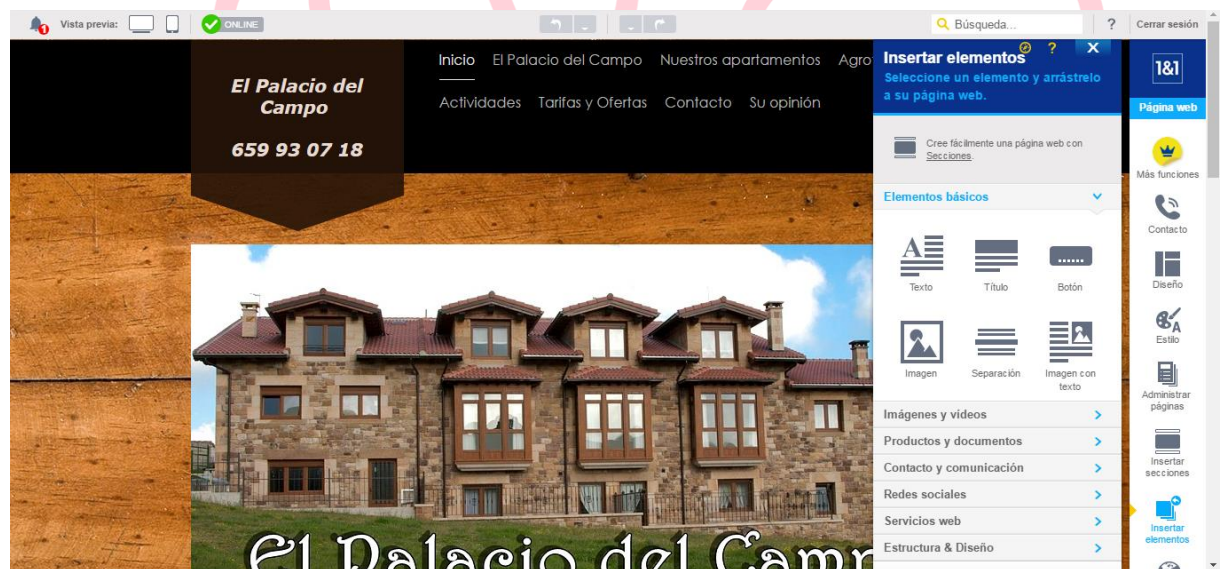 1
Vista previa:
ONLINE
Búsqueda...
?
Cerrar sesión
El Palacio del
Campo
659 93 07 18
Inicio El Palacio del Campo Nuestros apartamentos
Actividades Tarifas y Ofertas Contacto Su opinión
El Palacio del
Insertar elementos
? X
Seleccione un elemento y arrástrelo
a su página web.
Cree fácilmente una página web con
Secciones.
Elementos básicos
Texto Título Botón
Imagen Separación Imagen con
texto
Imágenes y vídeos
Productos y documentos
Contacto y comunicación
Redes sociales
Servicios web
Estructura & Diseño
1&1
Página web
Más funciones
Contacto
Diseño
Estilo
Administrar
páginas
Insertar
secciones
Insertar
elementos